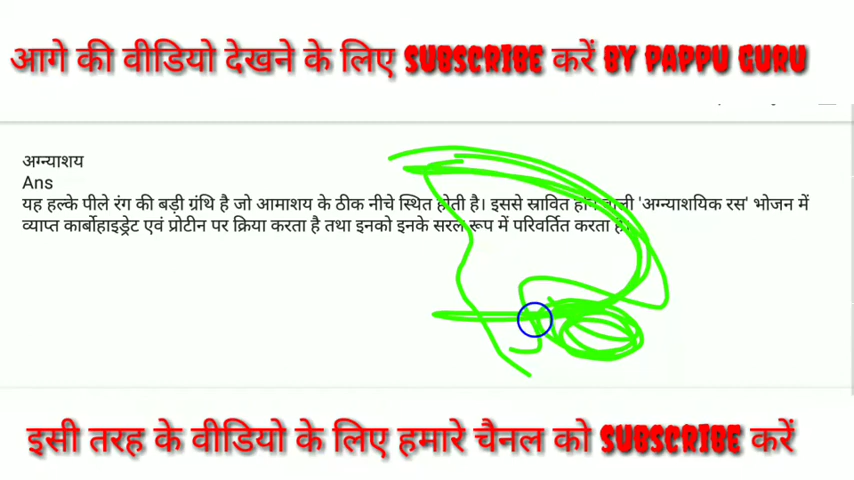 आगे की वीडियो देखने के लिए SUBSCRIBE करें BY PAPPU GURU
अग्न्याशय
Ans
यह हल्के पीले रंग की बड़ी ग्रंथि है जो आमाशय के ठीक नीचे स्थित होती है। इससे स्रावित होने वाली 'अग्न्याशयिक रस' भोजन में
व्याप्त कार्बोहाइड्रेट एवं प्रोटीन पर क्रिया करता है तथा इनको इनके सरल रूप में परिवर्तित करता है।
इसी तरह के वीडियो के लिए हमारे चैनल को SUBSCRIBE करें